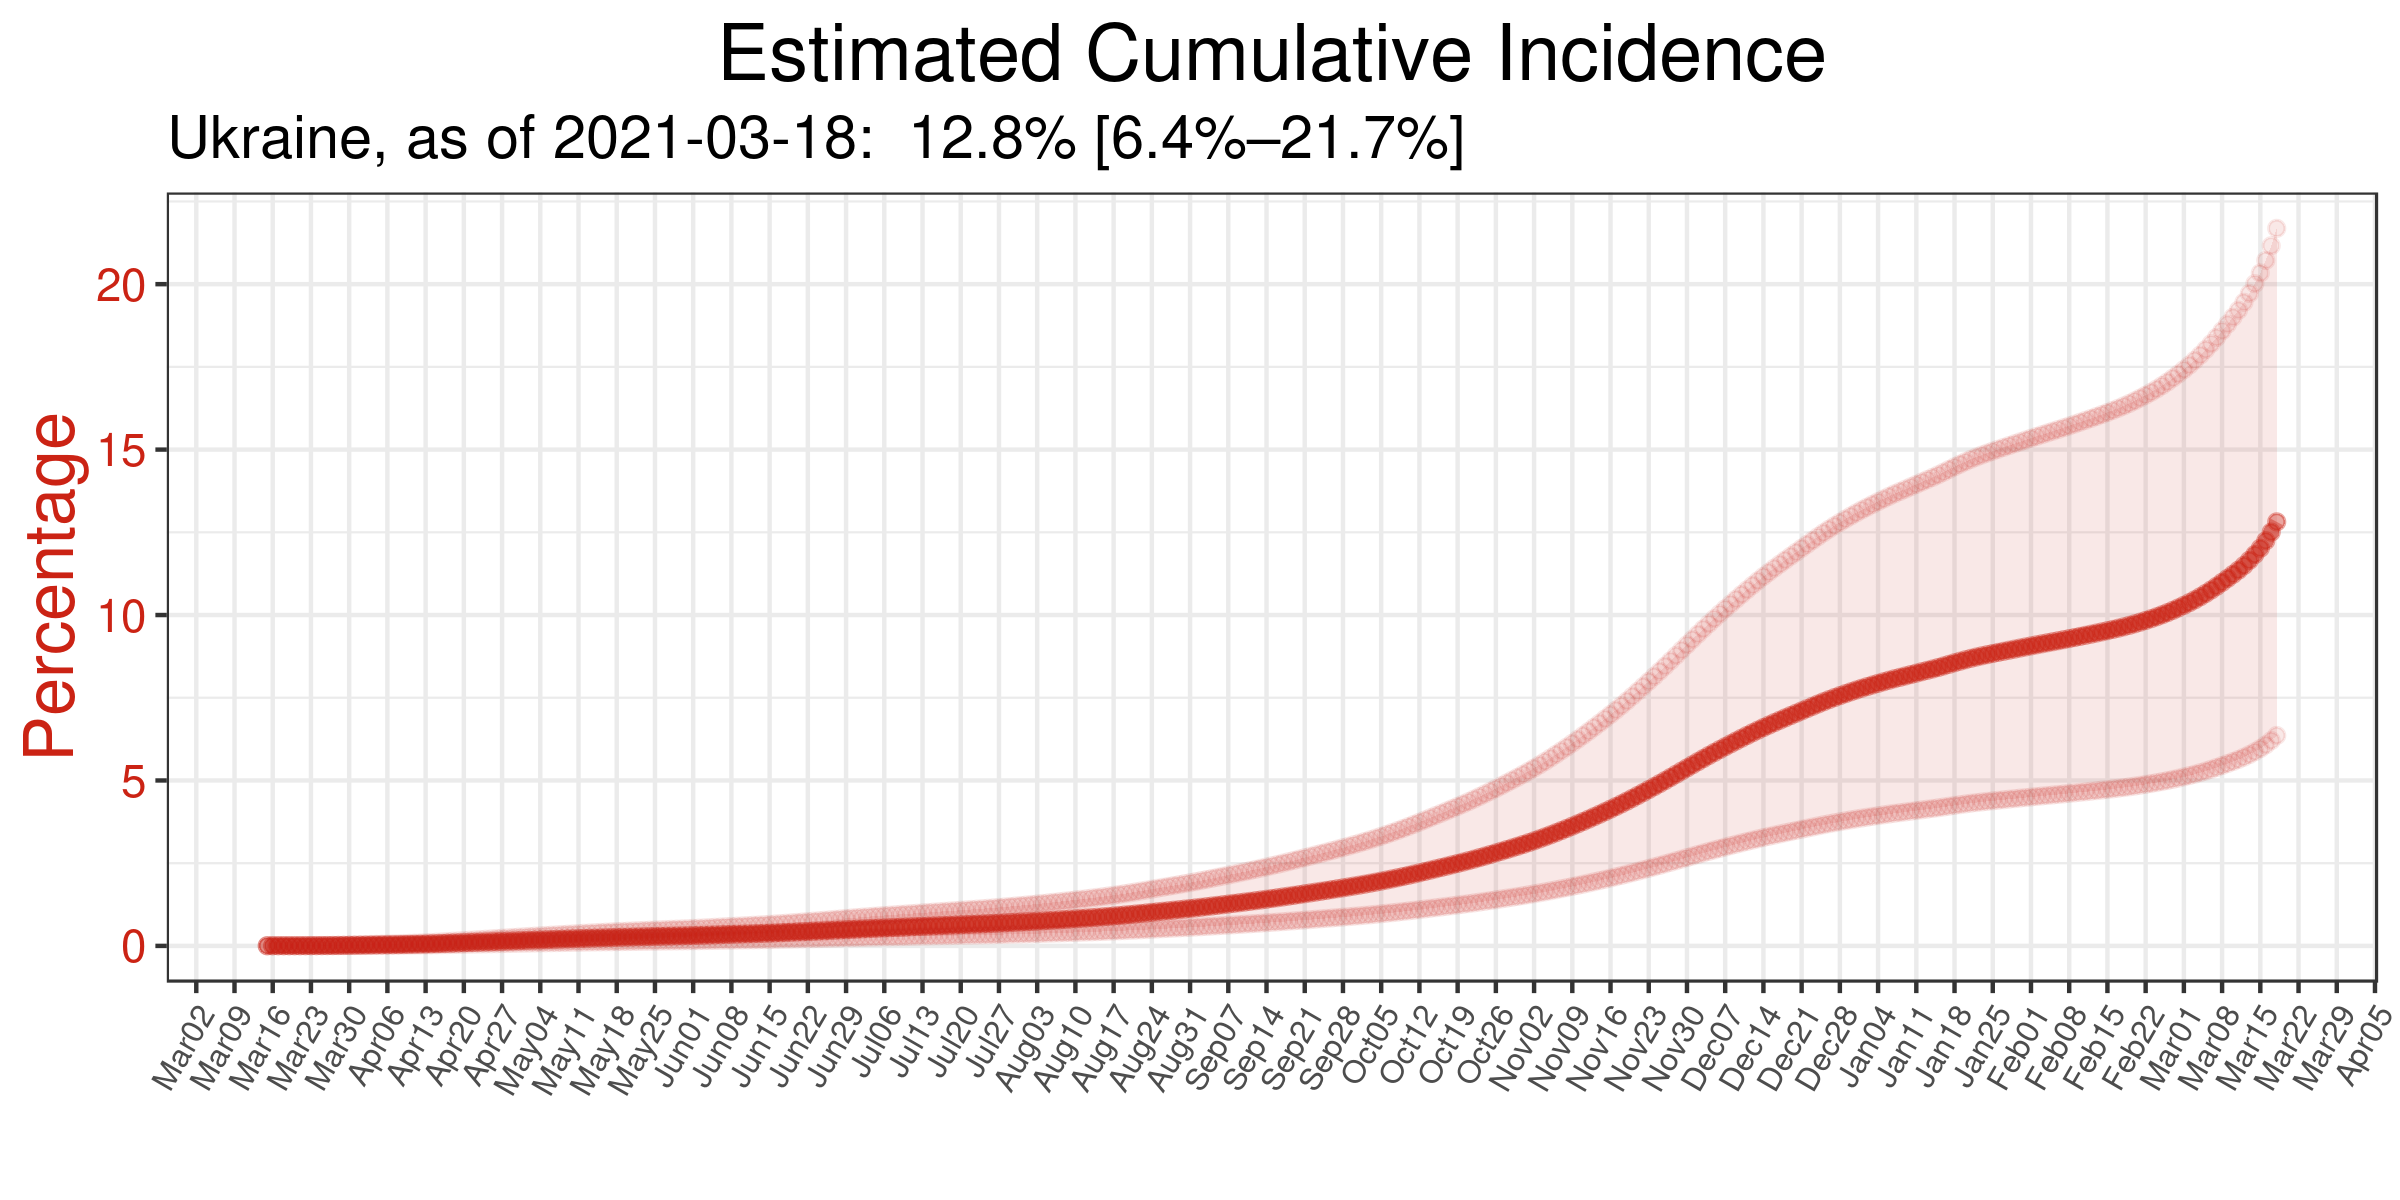 Estimated Cumulative Incidence
Ukraine, as of 2021-03-18: 12.8% [6.4%–21.7%]
Percentage
20
15
10
5
0
Mar02
Mar09
Mar16
Mar23
Mar30
Apr06
Apr13
Apr20
Apr27
May04
May11
May18
May25
Jun01
Jun08
Jun15
Jun22
Jun29
Jul06
Jul13
Jul20
Jul27
Aug03
Aug10
Aug17
Aug24
Aug31
Sep07
Sep14
Sep21
Sep28
Oct05
Oct12
Oct19
Oct26
Nov02
Nov09
Nov16
Nov23
Nov30
Dec07
Dec14
Dec21
Dec28
Dec04
Jan11
Jan18
Jan25
Feb01
Feb08
Feb15
Feb22
Mar01
Mar08
Mar15
Mar22
Mar29
Apr05